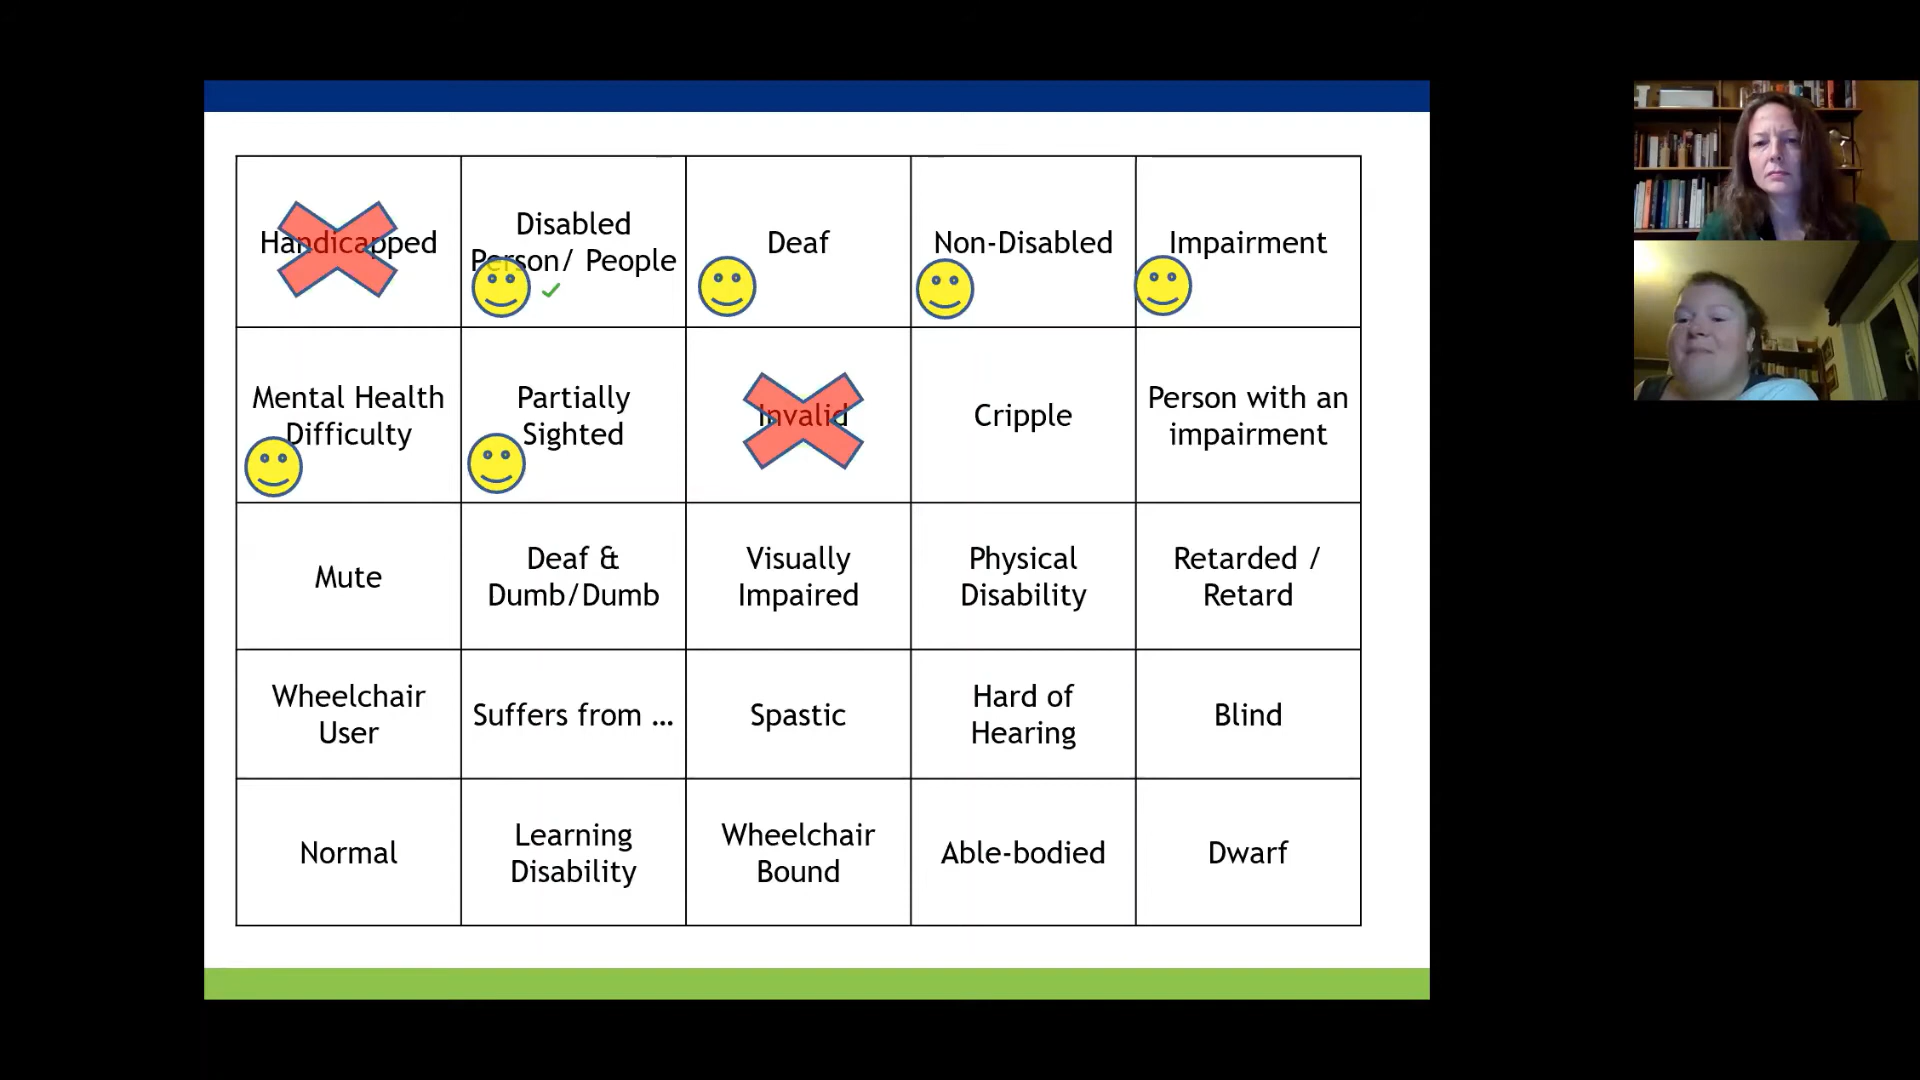 Handicapped
Disabled
Person/ People
Deaf
Non-Disabled
Impairment
Mental Health
Difficulty
Partially
Sighted
Invalid
Cripple
Person with an
impairment
Mute
Deaf &
Dumb/Dumb
Visually
Impaired
Physical
Disability
Retarded /
Retard
Wheelchair
User
Suffers from ...
Spastic
Hard of
Hearing
Blind
Normal
Learning
Disability
Wheelchair
Bound
Able-bodied
Dwarf